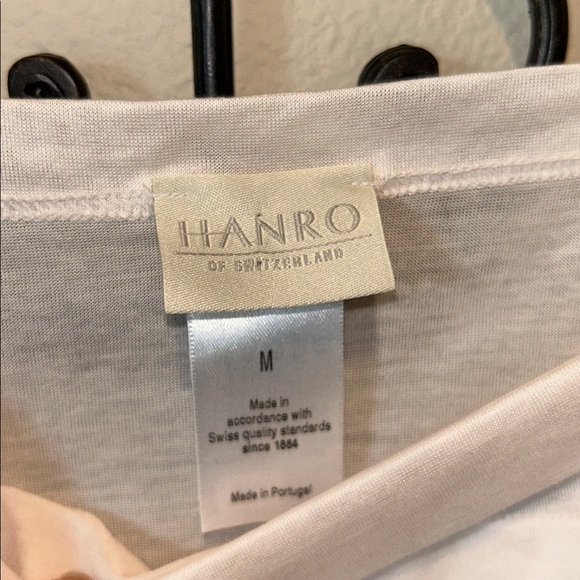 HANRO
OF SWITZERLAND
M
Made in
accordance with
Swiss quality standards
since 1884
Made in Portugal